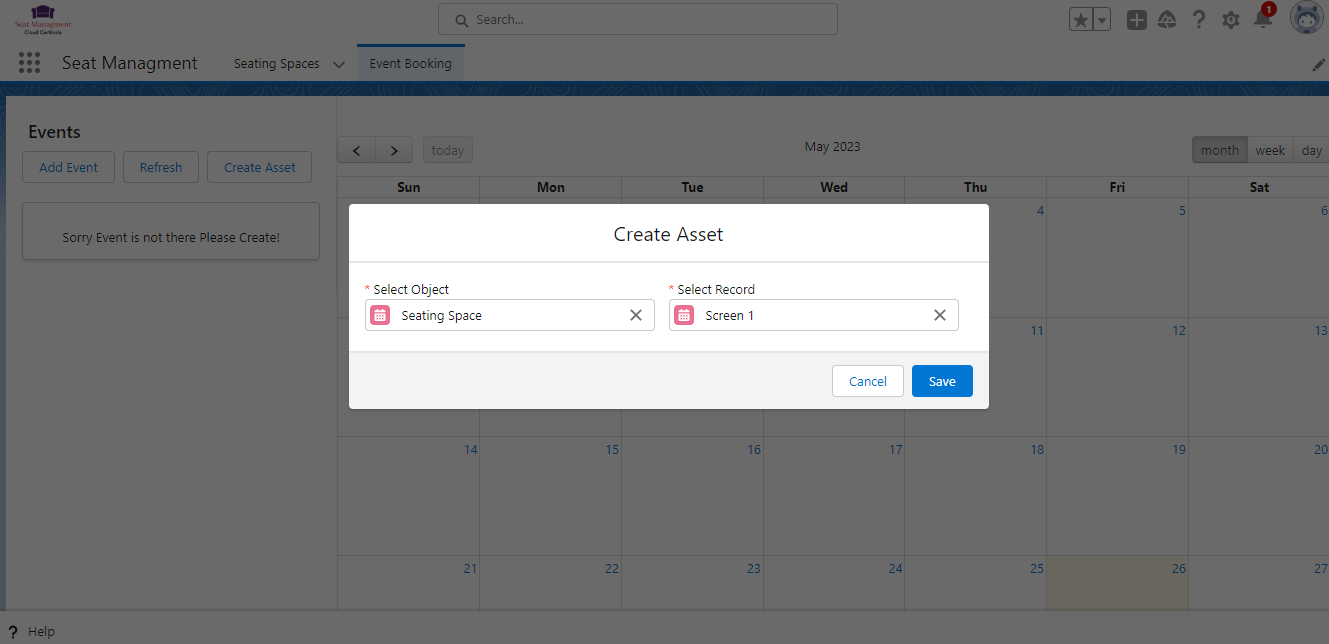 Seat Managment
Cloud Certitude
Search...
1
Seat Managment
Seating Spaces
Event Booking
Events
Add Event
Refresh
Create Asset
Sorry Event is not there Please Create!
today
May 2023
month
week
day
Sun Mon Tue Wed Thu Fri Sat
4 5 6
Create Asset
* Select Object
Seating Space
* Select Record
Screen 1
Cancel
Save
11 12 13
14 15 16 17 18 19 20
21 22 23 24 25 26 27
? Help